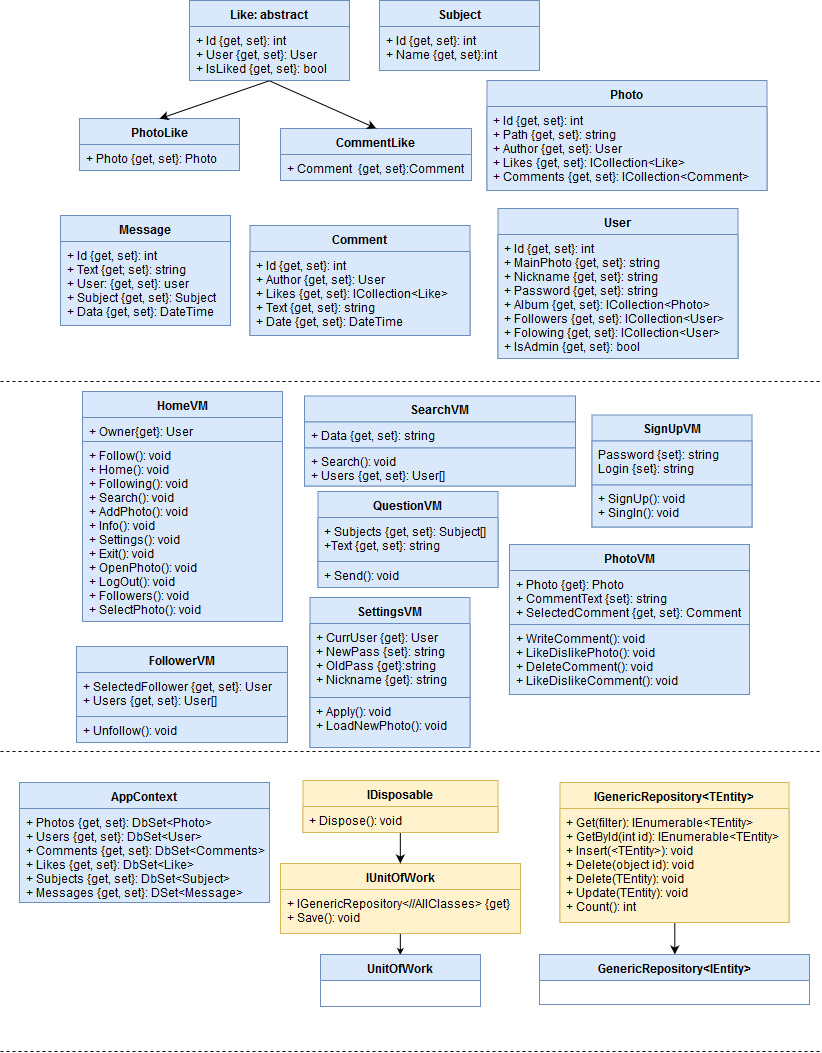 Like: abstract
+ Id {get, set}: int
+ User {get, set}: User
+ IsLiked {get, set}: bool
Subject
+ Id {get, set}: int
+ Name {get, set}:int
PhotoLike
+ Photo {get, set}: Photo
CommentLike
+ Comment  {get, set}:Comment
Photo
+ Id {get, set}: int
+ Path {get, set}: string
+ Author {get, set}: User
+ Likes {get, set}: ICollection<Like>
+ Comments {get, set}: ICollection<Comment>
Message
+ Id {get, set}: int
+ Text {get; set}: string
+ User: {get, set}: user
+ Subject {get, set}: Subject
+ Data {get, set}: DateTime
Comment
+ Id {get, set}: int
+ Author {get, set}: User
+ Likes {get, set}: ICollection<Like>
+ Text {get, set}: string
+ Date {get, set}: DateTime
User
+ Id {get, set}: int
+ MainPhoto {get, set}: string
+ Nickname {get, set}: string
+ Password {get, set}: string
+ Album {get, set}: ICollection<Photo>
+ Followers {get, set}: ICollection<User>
+ Folowing {get, set}: ICollection<User>
+ IsAdmin {get, set}: bool
HomeVM
+ Owner{get}: User
+ Follow(): void
+ Home(): void
+ Following(): void
+ Search(): void
+ AddPhoto(): void
+ Info(): void
+ Settings(): void
+ Exit(): void
+ OpenPhoto(): void
+ LogOut(): void
+ Followers(): void
+ SelectPhoto(): void
SearchVM
+ Data {get, set}: string
+ Search(): void
+ Users {get, set}: User[]
SignUpVM
Password {set}: string
Login {set}: string
+ SignUp(): void
+ SingIn(): void
QuestionVM
+ Subjects {get, set}: Subject[]
+Text {get, set}: string
+ Send(): void
PhotoVM
+ Photo {get}: Photo
+ CommentText {set}: string
+ SelectedComment {get, set}: Comment
+ WriteComment(): void
+ LikeDislikePhoto(): void
+ DeleteComment(): void
+ LikeDislikeComment(): void
SettingsVM
+ CurrUser {get}: User
+ NewPass {set}: string
+ OldPass {get}:string
+ Nickname {get}: string
+ Apply(): void
+ LoadNewPhoto(): void
FollowerVM
+ SelectedFollower {get, set}: User
+ Users {get, set}: User[]
+ Unfollow(): void
AppContext
+ Photos {get, set}: DbSet<Photo>
+ Users {get, set}: DbSet<User>
+ Comments {get, set}: DbSet<Comments>
+ Likes {get, set}: DbSet<Like>
+ Subjects {get, set}: DbSet<Subject>
+ Messages {get, set}: DSet<Message>
IDisposable
+ Dispose(): void
IUnitOfWork
+ IGenericRepository<//AllClasses> {get}
+ Save(): void
UnitOfWork
IGenericRepository<TEntity>
+ Get(filter): IEnumerable<TEntity>
+ GetById(int id): IEnumerable<TEntity>
+ Insert(<TEntity>): void
+ Delete(object id): void
+ Delete(TEntity): void
+ Update(TEntity): void
+ Count(): int
GenericRepository<IEntity>